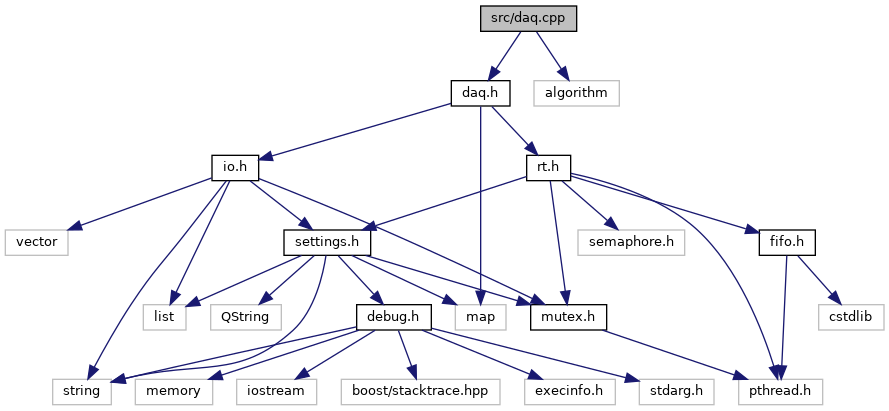 src/daq.cpp
daq.h
algorithm
io.h
rt.h
vector
settings.h
semaphore.h
fifo.h
list
QString
debug.h
map
mutex.h
cstdlib
string
memory
iostream
boost/stacktrace.hpp
execinfo.h
stdarg.h
pthread.h